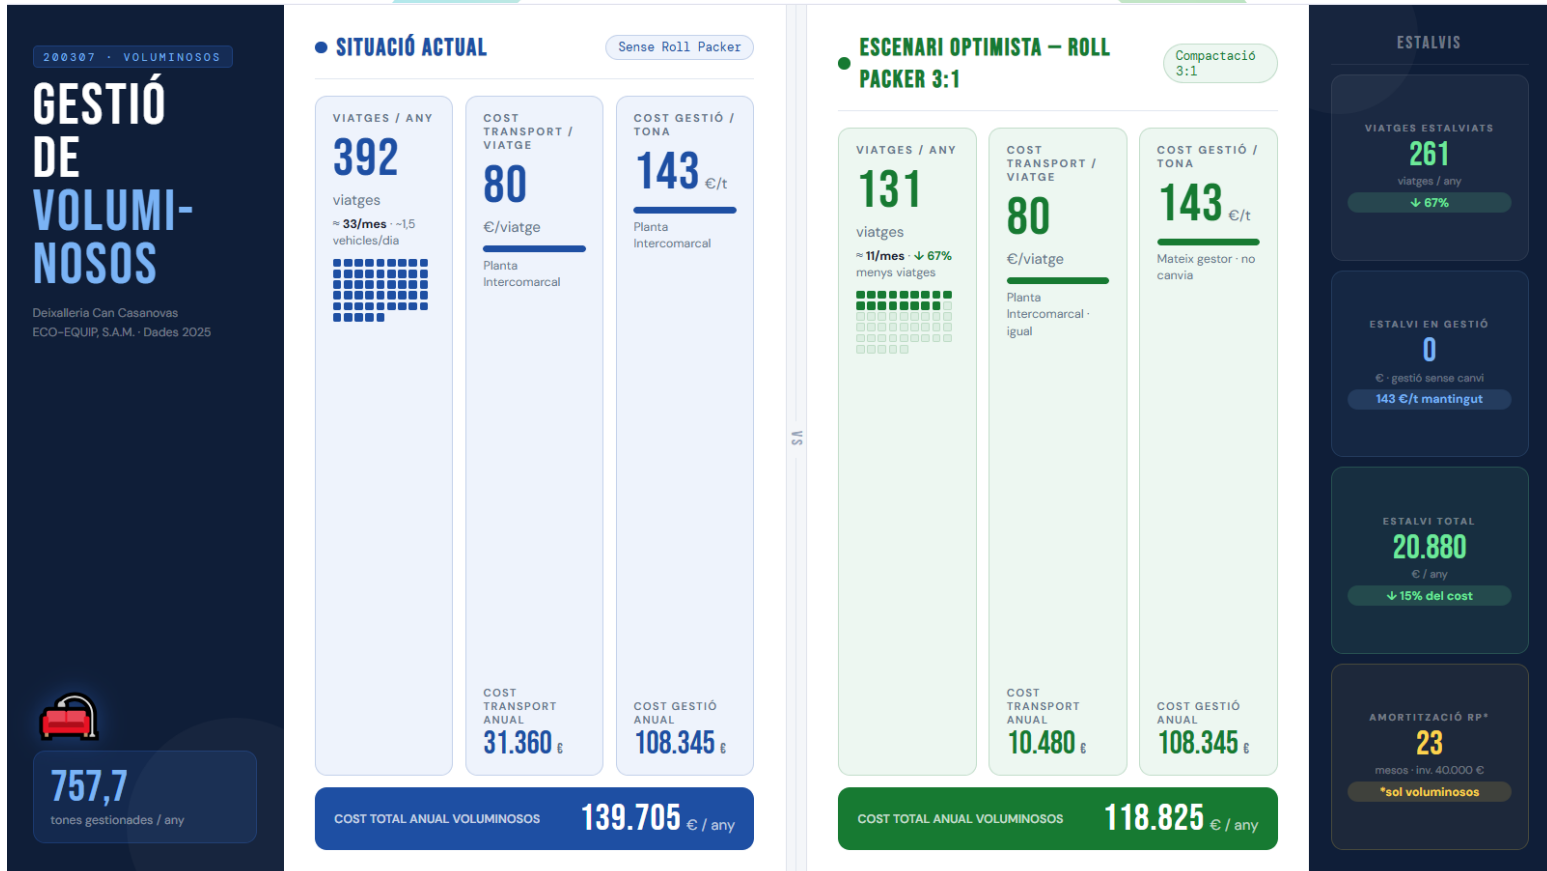 200307 · VOLUMINOSOS
GESTIÓ
DE
VOLUMI-
NOSOS
Deixalleria Can Casanovas
ECO-EQUIP, S.A.M. · Dades 2025
757,7
tones gestionades / any
SITUACIÓ ACTUAL
Sense Roll Packer
VIATGES / ANY
392
viatges
≈ 33/mes · ~1,5
vehicles/dia
COST
TRANSPORT /
VIATGE
80
€/viatge
Planta
Intercomarcal
COST
TRANSPORT
ANUAL
31.360 €
COST GESTIÓ /
TONA
143 €/t
Planta
Intercomarcal
COST GESTIÓ
ANUAL
108.345 €
COST TOTAL ANUAL VOLUMINOSOS
139.705 € / any
VS
ESCENARI OPTIMISTA — ROLL
PACKER 3:1
Compactació
3:1
VIATGES / ANY
131
viatges
≈ 11/mes · ↓ 67%
menys viatges
COST
TRANSPORT /
VIATGE
80
€/viatge
Planta
Intercomarcal ·
igual
COST
TRANSPORT
ANUAL
10.480 €
COST GESTIÓ /
TONA
143 €/t
Mateix gestor · no
canvia
COST GESTIÓ
ANUAL
108.345 €
COST TOTAL ANUAL VOLUMINOSOS
118.825 € / any
ESTALVIS
VIATGES ESTALVIATS
261
viatges / any
↓ 67%
ESTALVI EN GESTIÓ
0
€ · gestió sense canvi
143 €/t mantingut
ESTALVI TOTAL
20.880
€ / any
↓ 15% del cost
AMORTITZACIÓ RP*
23
mesos · inv. 40.000 €
*sol voluminosos